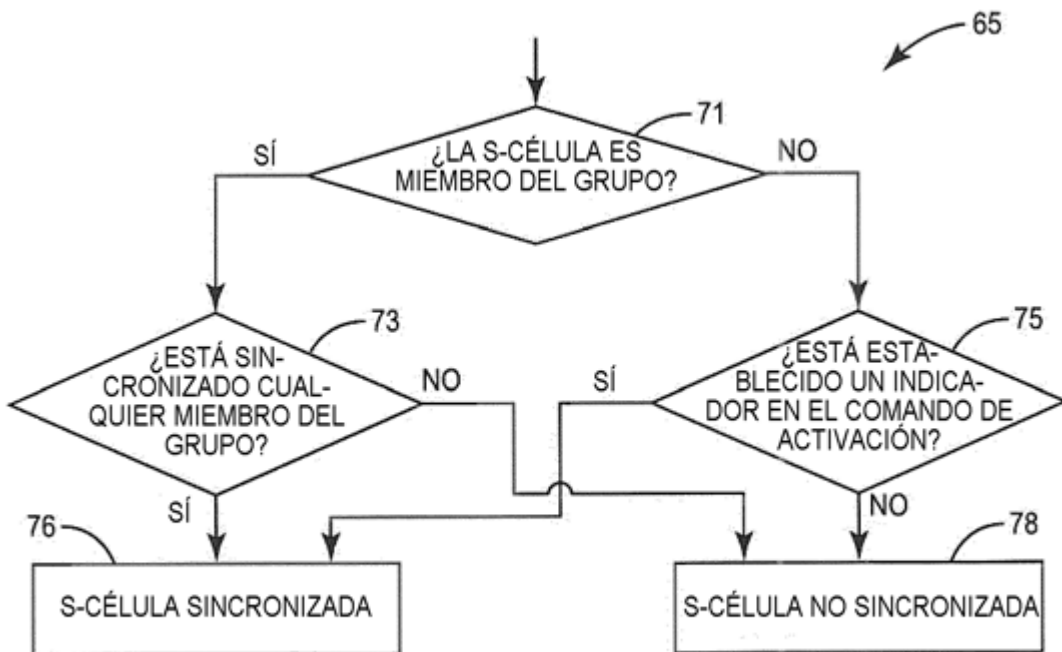 65
71
¿LA S-CÉLULA ES
MIEMBRO DEL GRUPO?
SÍ
NO
73
¿ESTÁ SIN-
CRONIZADO CUAL-
QUIER MIEMBRO DEL
GRUPO?
NO
SÍ
75
¿ESTÁ ESTA-
BLECIDO UN INDICA-
DOR EN EL COMANDO DE
ACTIVACIÓN?
SÍ
NO
76
S-CÉLULA SINCRONIZADA
78
S-CÉLULA NO SINCRONIZADA